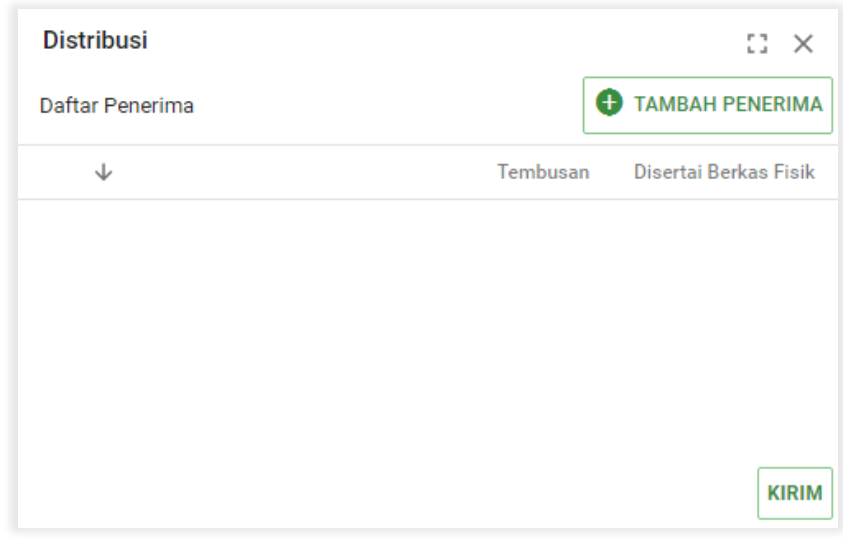 Distribusi
Daftar Penerima
TAMBAH PENERIMA
Tembusan Disertai Berkas Fisik
KIRIM